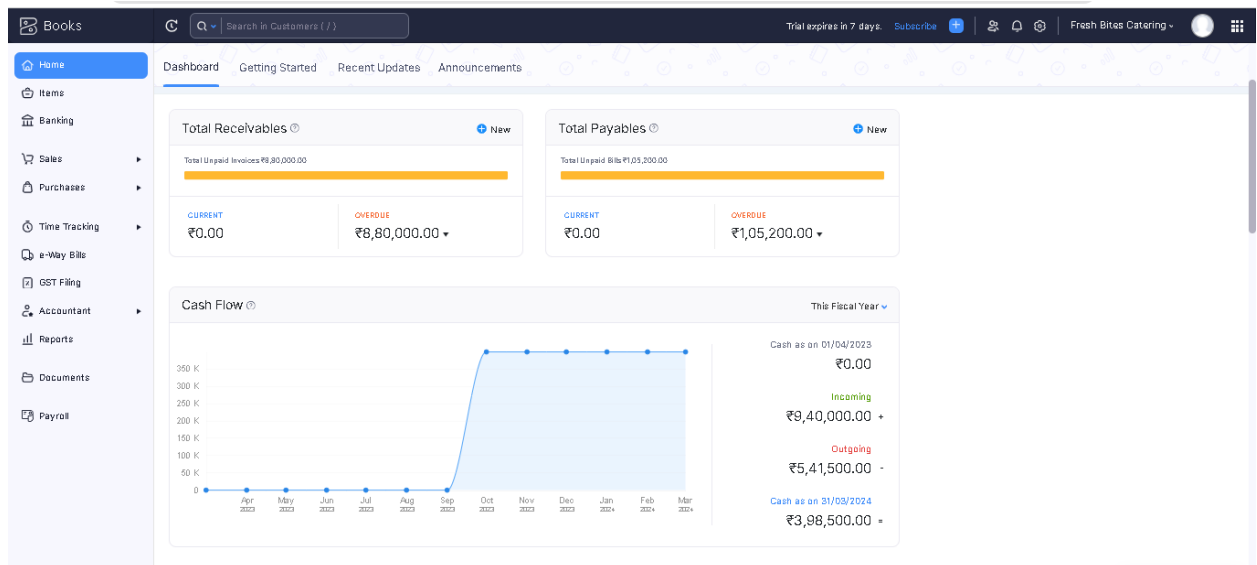 Books
Search in Customers ( / )
Trial expires in 7 days. Subscribe
Fresh Bites Catering
Home
Items
Banking
Sales
Purchases
Time Tracking
e-Way Bills
GST Filing
Accountant
Reports
Documents
Payroll
Dashboard Getting Started Recent Updates Announcements
Total Receivables
New
Total Unpaid Invoices ₹8,80,000.00
CURRENT
₹0.00
OVERDUE
₹8,80,000.00
Total Payables
New
Total Unpaid Bills ₹1,05,200.00
CURRENT
₹0.00
OVERDUE
₹1,05,200.00
Cash Flow
This Fiscal Year
350 K
300 K
250 K
200 K
150 K
100 K
50 K
0
Apr May Jun Jul Aug Sep Oct Nov Dec Jan Feb Mar
2023 2023 2023 2023 2023 2023 2023 2023 2023 2024 2024 2024
Cash as on 01/04/2023
₹0.00
Incoming
₹9,40,000.00 +
Outgoing
₹5,41,500.00 -
Cash as on 31/03/2024
₹3,98,500.00 =